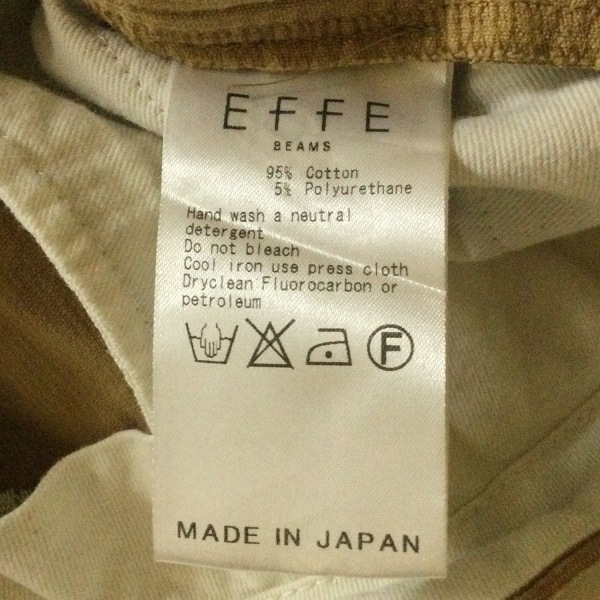 EFFE
BEAMS
95% Cotton
5% Polyurethane
Hand wash a neutral
detergent
Do not bleach
Cool iron use press cloth
Dryclean Fluorocarbon or
petroleum
F
MADE IN JAPAN